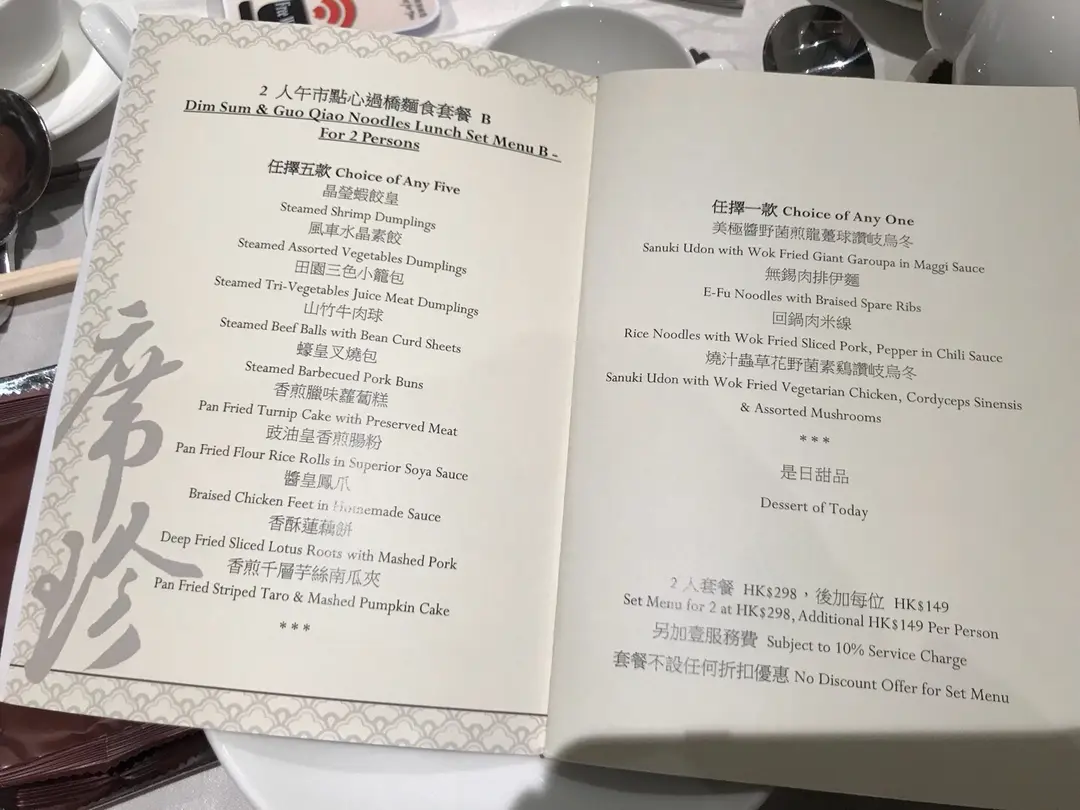 2 人午市點心過橋麵食套餐 B
Dim Sum & Guo Qiao Noodles Lunch Set Menu B -
For 2 Persons
任擇五款 Choice of Any Five
晶瑩蝦餃皇
Steamed Shrimp Dumplings
風車水晶素餃
Steamed Assorted Vegetables Dumplings
田園三色小籠包
Steamed Tri-Vegetables Juice Meat Dumplings
山竹牛肉球
Steamed Beef Balls with Bean Curd Sheets
蠔皇叉燒包
Steamed Barbecued Pork Buns
香煎臘味蘿蔔糕
Pan Fried Turnip Cake with Preserved Meat
豉油皇香煎腸粉
Pan Fried Flour Rice Rolls in Superior Soya Sauce
醬皇鳳爪
Braised Chicken Feet in Homemade Sauce
香酥蓮藕餅
Deep Fried Sliced Lotus Roots with Mashed Pork
香煎千層芋絲南瓜夾
Pan Fried Striped Taro & Mashed Pumpkin Cake
***
席珍
任擇一款 Choice of Any One
美極醬野菌煎龍躉球讚岐烏冬
Sanuki Udon with Wok Fried Giant Garoupa in Maggi Sauce
無錫肉排伊麵
E-Fu Noodles with Braised Spare Ribs
回鍋肉米線
Rice Noodles with Wok Fried Sliced Pork, Pepper in Chili Sauce
燒汁蟲草花野菌素鷄讚岐烏冬
Sanuki Udon with Wok Fried Vegetarian Chicken, Cordyceps Sinensis
& Assorted Mushrooms
***
是日甜品
Dessert of Today
2 人套餐 HK$298，後加每位 HK$149
Set Menu for 2 at HK$298, Additional HK$149 Per Person
另加壹服務費 Subject to 10% Service Charge
套餐不設任何折扣優惠 No Discount Offer for Set Menu